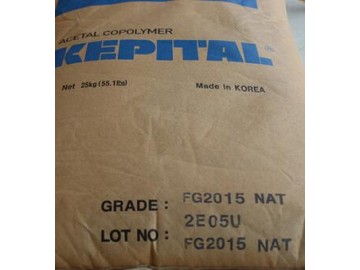 ACETAL COPOLYMER
KEPITAL
Net 25kg(55.1lbs) Made in KOREA
GRADE : FG2015 NAT
2E05U
LOT NO : FG2015 NAT